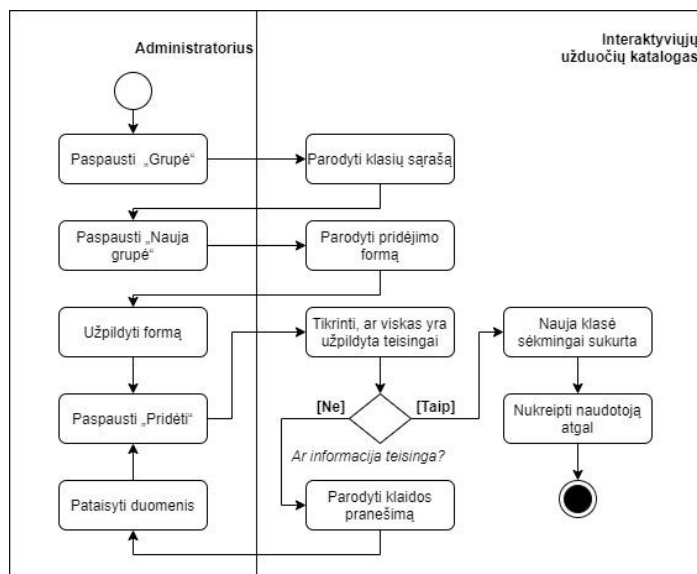 Administratorius
Interaktyviųjų
užduočių katalogas
Paspausti „Grupė“
Parodyti klasių sąrašą
Paspausti „Nauja
grupė“
Parodyti pridėjimo
formą
Užpildyti formą
Tikrinti, ar viskas yra
užpildyta teisingai
Nauja klasė
sėkmingai sukurta
Paspausti „Pridėti“
[Ne]
[Taip]
Nukreipti naudotoją
atgal
Ar informacija teisinga?
Pataisyti duomenis
Parodyti klaidos
pranešimą